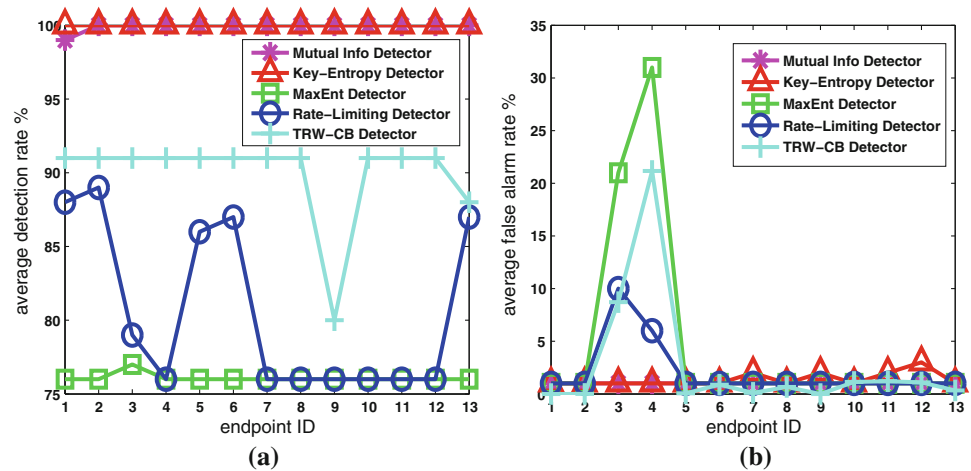 100
95
90
85
80
75
average detection rate %
Mutual Info Detector
Key-Entropy Detector
MaxEnt Detector
Rate-Limiting Detector
TRW-CB Detector
1 2 3 4 5 6 7 8 9 10 11 12 13
endpoint ID
(a)
35
30
25
20
15
10
5
0
average false alarm rate %
Mutual Info Detector
Key-Entropy Detector
MaxEnt Detector
Rate-Limiting Detector
TRW-CB Detector
1 2 3 4 5 6 7 8 9 10 11 12 13
endpoint ID
(b)